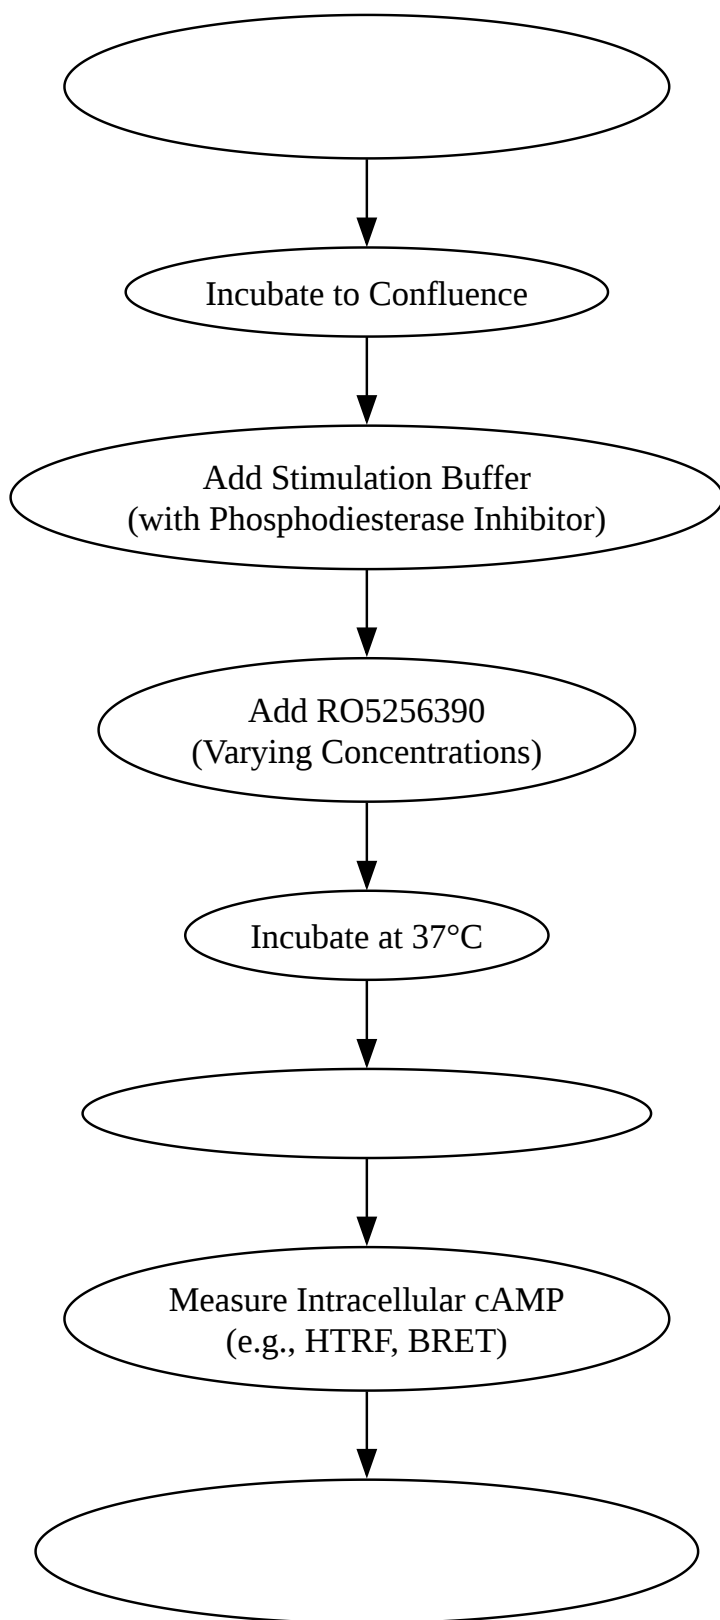 Incubate to Confluence
Add Stimulation Buffer
(with Phosphodiesterase Inhibitor)
Add RO5256390
(Varying Concentrations)
Incubate at 37°C
Measure Intracellular cAMP
(e.g., HTRF, BRET)